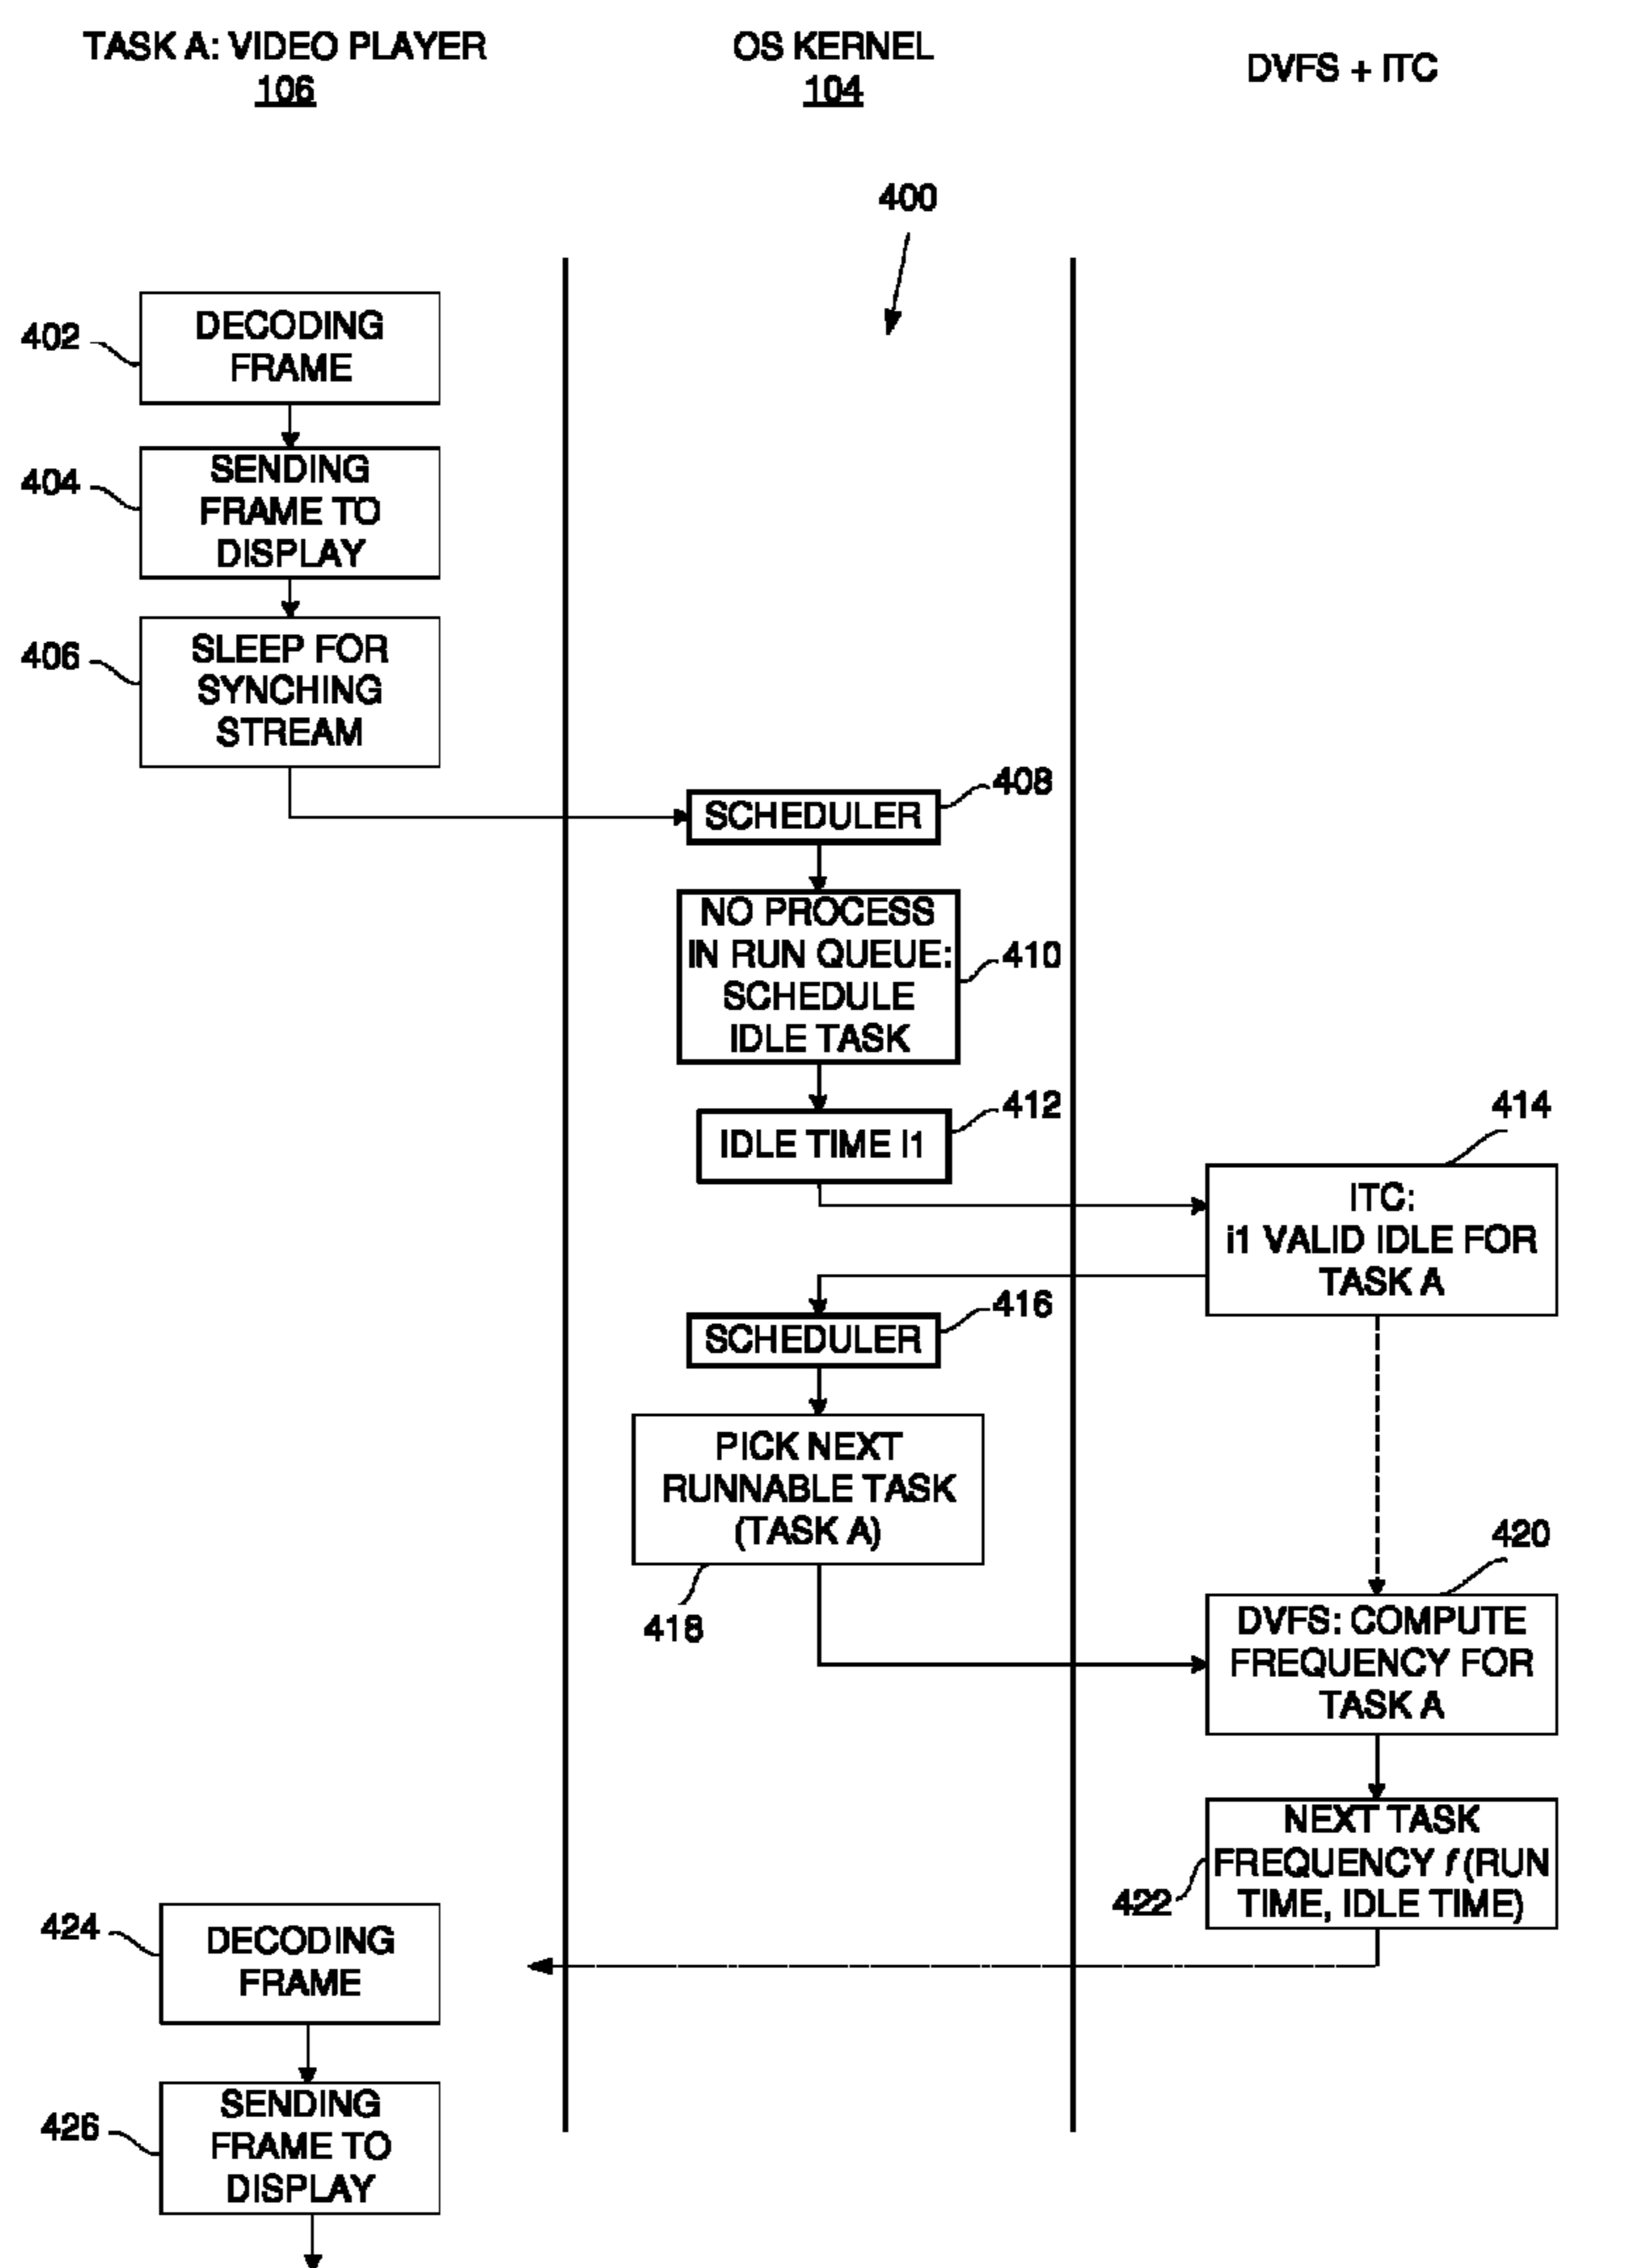 TASK A: VIDEO PLAYER
106
OS KERNEL
104
DVFS + ITC
400
402
DECODING
FRAME
404
SENDING
FRAME TO
DISPLAY
406
SLEEP FOR
SYNCHING
STREAM
SCHEDULER
408
NO PROCESS
IN RUN QUEUE:
SCHEDULE
IDLE TASK
410
IDLE TIME I1
412
414
ITC:
i1 VALID IDLE FOR
TASK A
SCHEDULER
416
PICK NEXT
RUNNABLE TASK
(TASK A)
418
420
DVFS: COMPUTE
FREQUENCY FOR
TASK A
NEXT TASK
FREQUENCY f (RUN
TIME, IDLE TIME)
422
424
DECODING
FRAME
426
SENDING
FRAME TO
DISPLAY